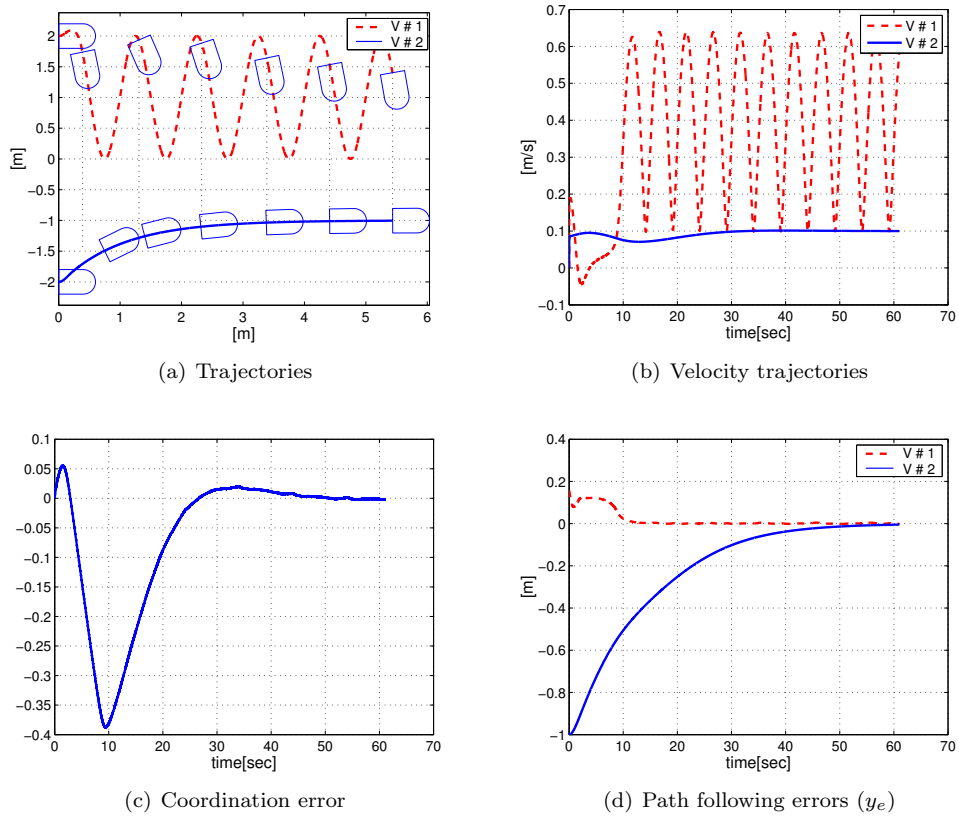 V # 1
V # 2
2
1.5
1
0.5
0
−0.5
−1
−1.5
−2
[m]
0 1 2 3 4 5 6
[m]
(a) Trajectories
V # 1
V # 2
0.7
0.6
0.5
0.4
0.3
0.2
0.1
0
−0.1
[m/s]
0 10 20 30 40 50 60 70
time[sec]
(b) Velocity trajectories
0.1
0.05
0
−0.05
−0.1
−0.15
−0.2
−0.25
−0.3
−0.35
−0.4
0 10 20 30 40 50 60 70
time[sec]
(c) Coordination error
V # 1
V # 2
0.4
0.2
0
−0.2
−0.4
−0.6
−0.8
−1
[m]
0 10 20 30 40 50 60 70
time[sec]
(d) Path following errors (y_e)